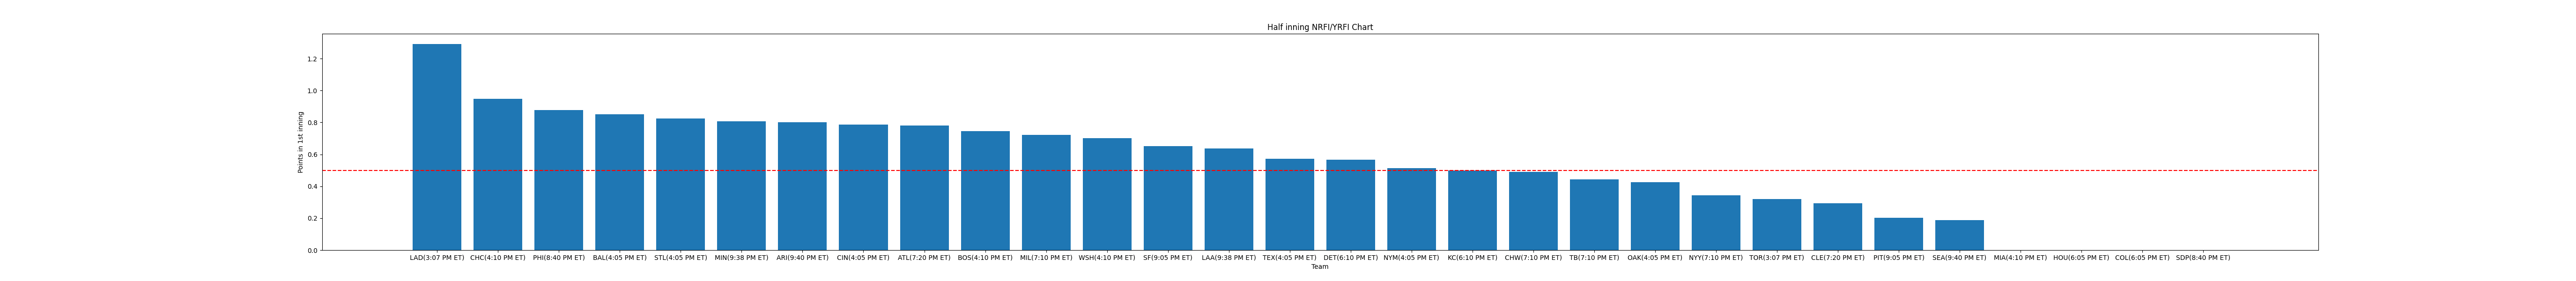 Half inning NRFI/YRFI Chart
Points in 1st inning
1.2
1.0
0.8
0.6
0.4
0.2
0.0
LAD(3:07 PM ET) CHC(4:10 PM ET) PHI(8:40 PM ET) BAL(4:05 PM ET) STL(4:05 PM ET) MIN(9:38 PM ET) ARI(9:40 PM ET) CIN(4:05 PM ET) ATL(7:20 PM ET) BOS(4:10 PM ET) MIL(7:10 PM ET) WSH(4:10 PM ET) SF(9:05 PM ET) LAA(9:38 PM ET) TEX(4:05 PM ET) DET(6:10 PM ET) NYM(4:05 PM ET) KC(6:10 PM ET) CHW(7:10 PM ET) TB(7:10 PM ET) OAK(4:05 PM ET) NYY(7:10 PM ET) TOR(3:07 PM ET) CLE(7:20 PM ET) PIT(9:05 PM ET) SEA(9:40 PM ET) MIA(4:10 PM ET) HOU(6:05 PM ET) COL(6:05 PM ET) SDP(8:40 PM ET)
Team